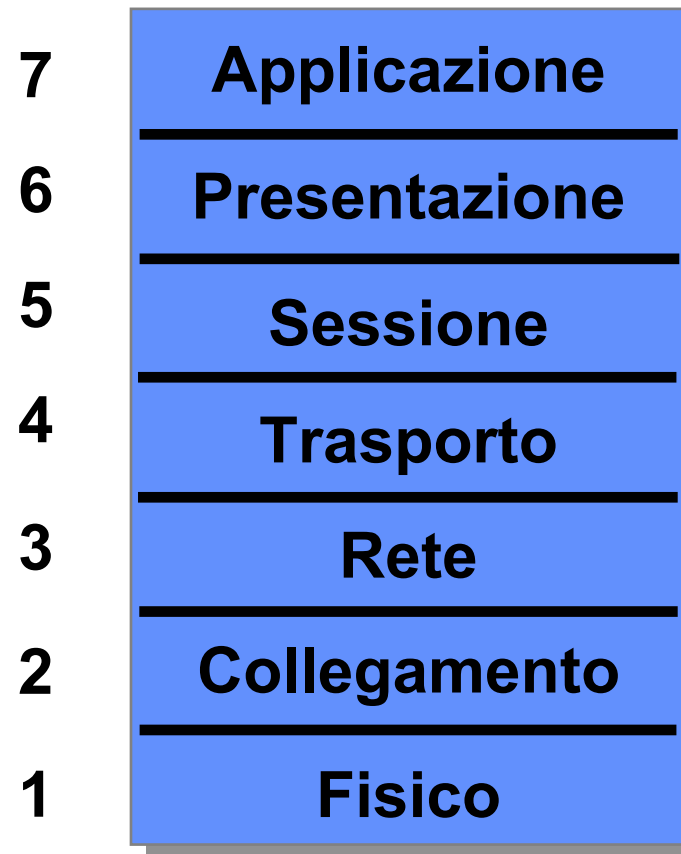 7 Applicazione
6 Presentazione
5 Sessione
4 Trasporto
3 Rete
2 Collegamento
1 Fisico